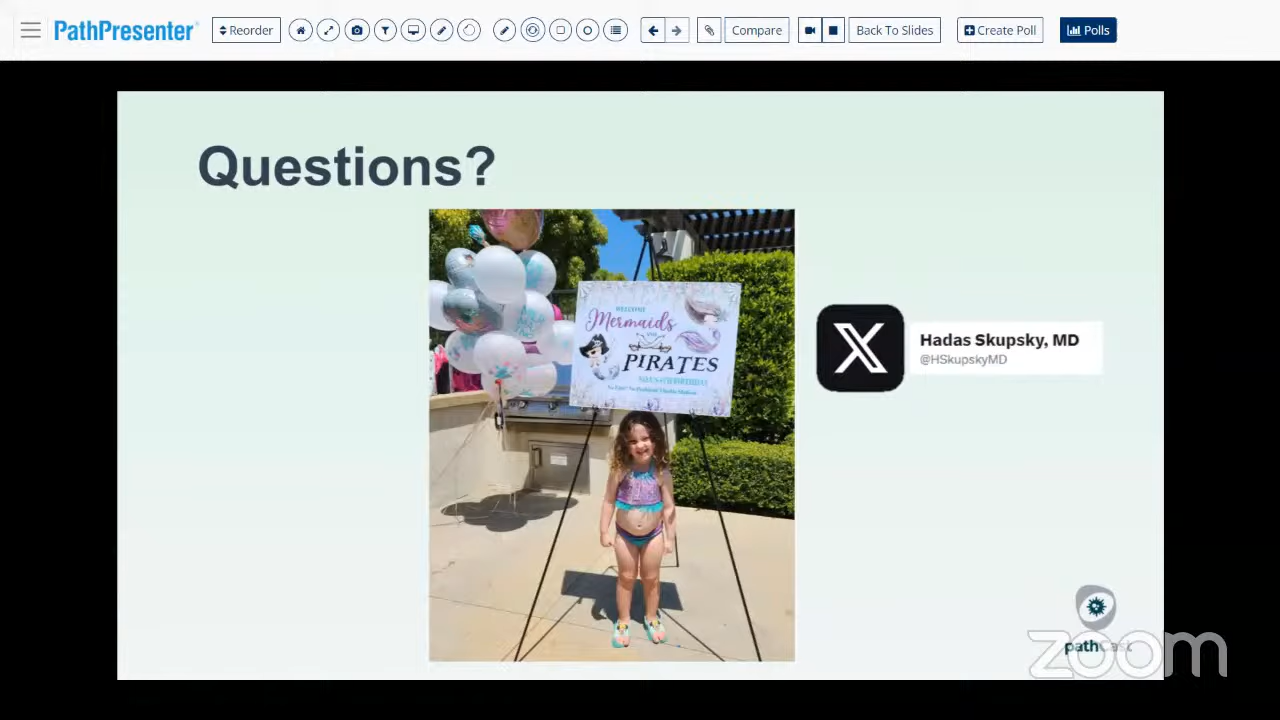 PathPresenter
Reorder
Compare
Back To Slides
Create Poll
Polls
Questions?
WELCOME
Mermaids
AND
PIRATES
Hadas Skupsky, MD
@HSkupskyMD
pathCast
zoom